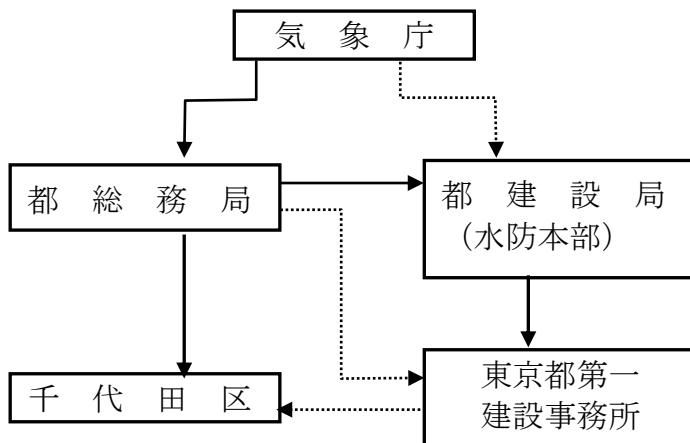 気象庁
都総務局
都建設局
（水防本部）
千代田区
東京都第一
建設事務所